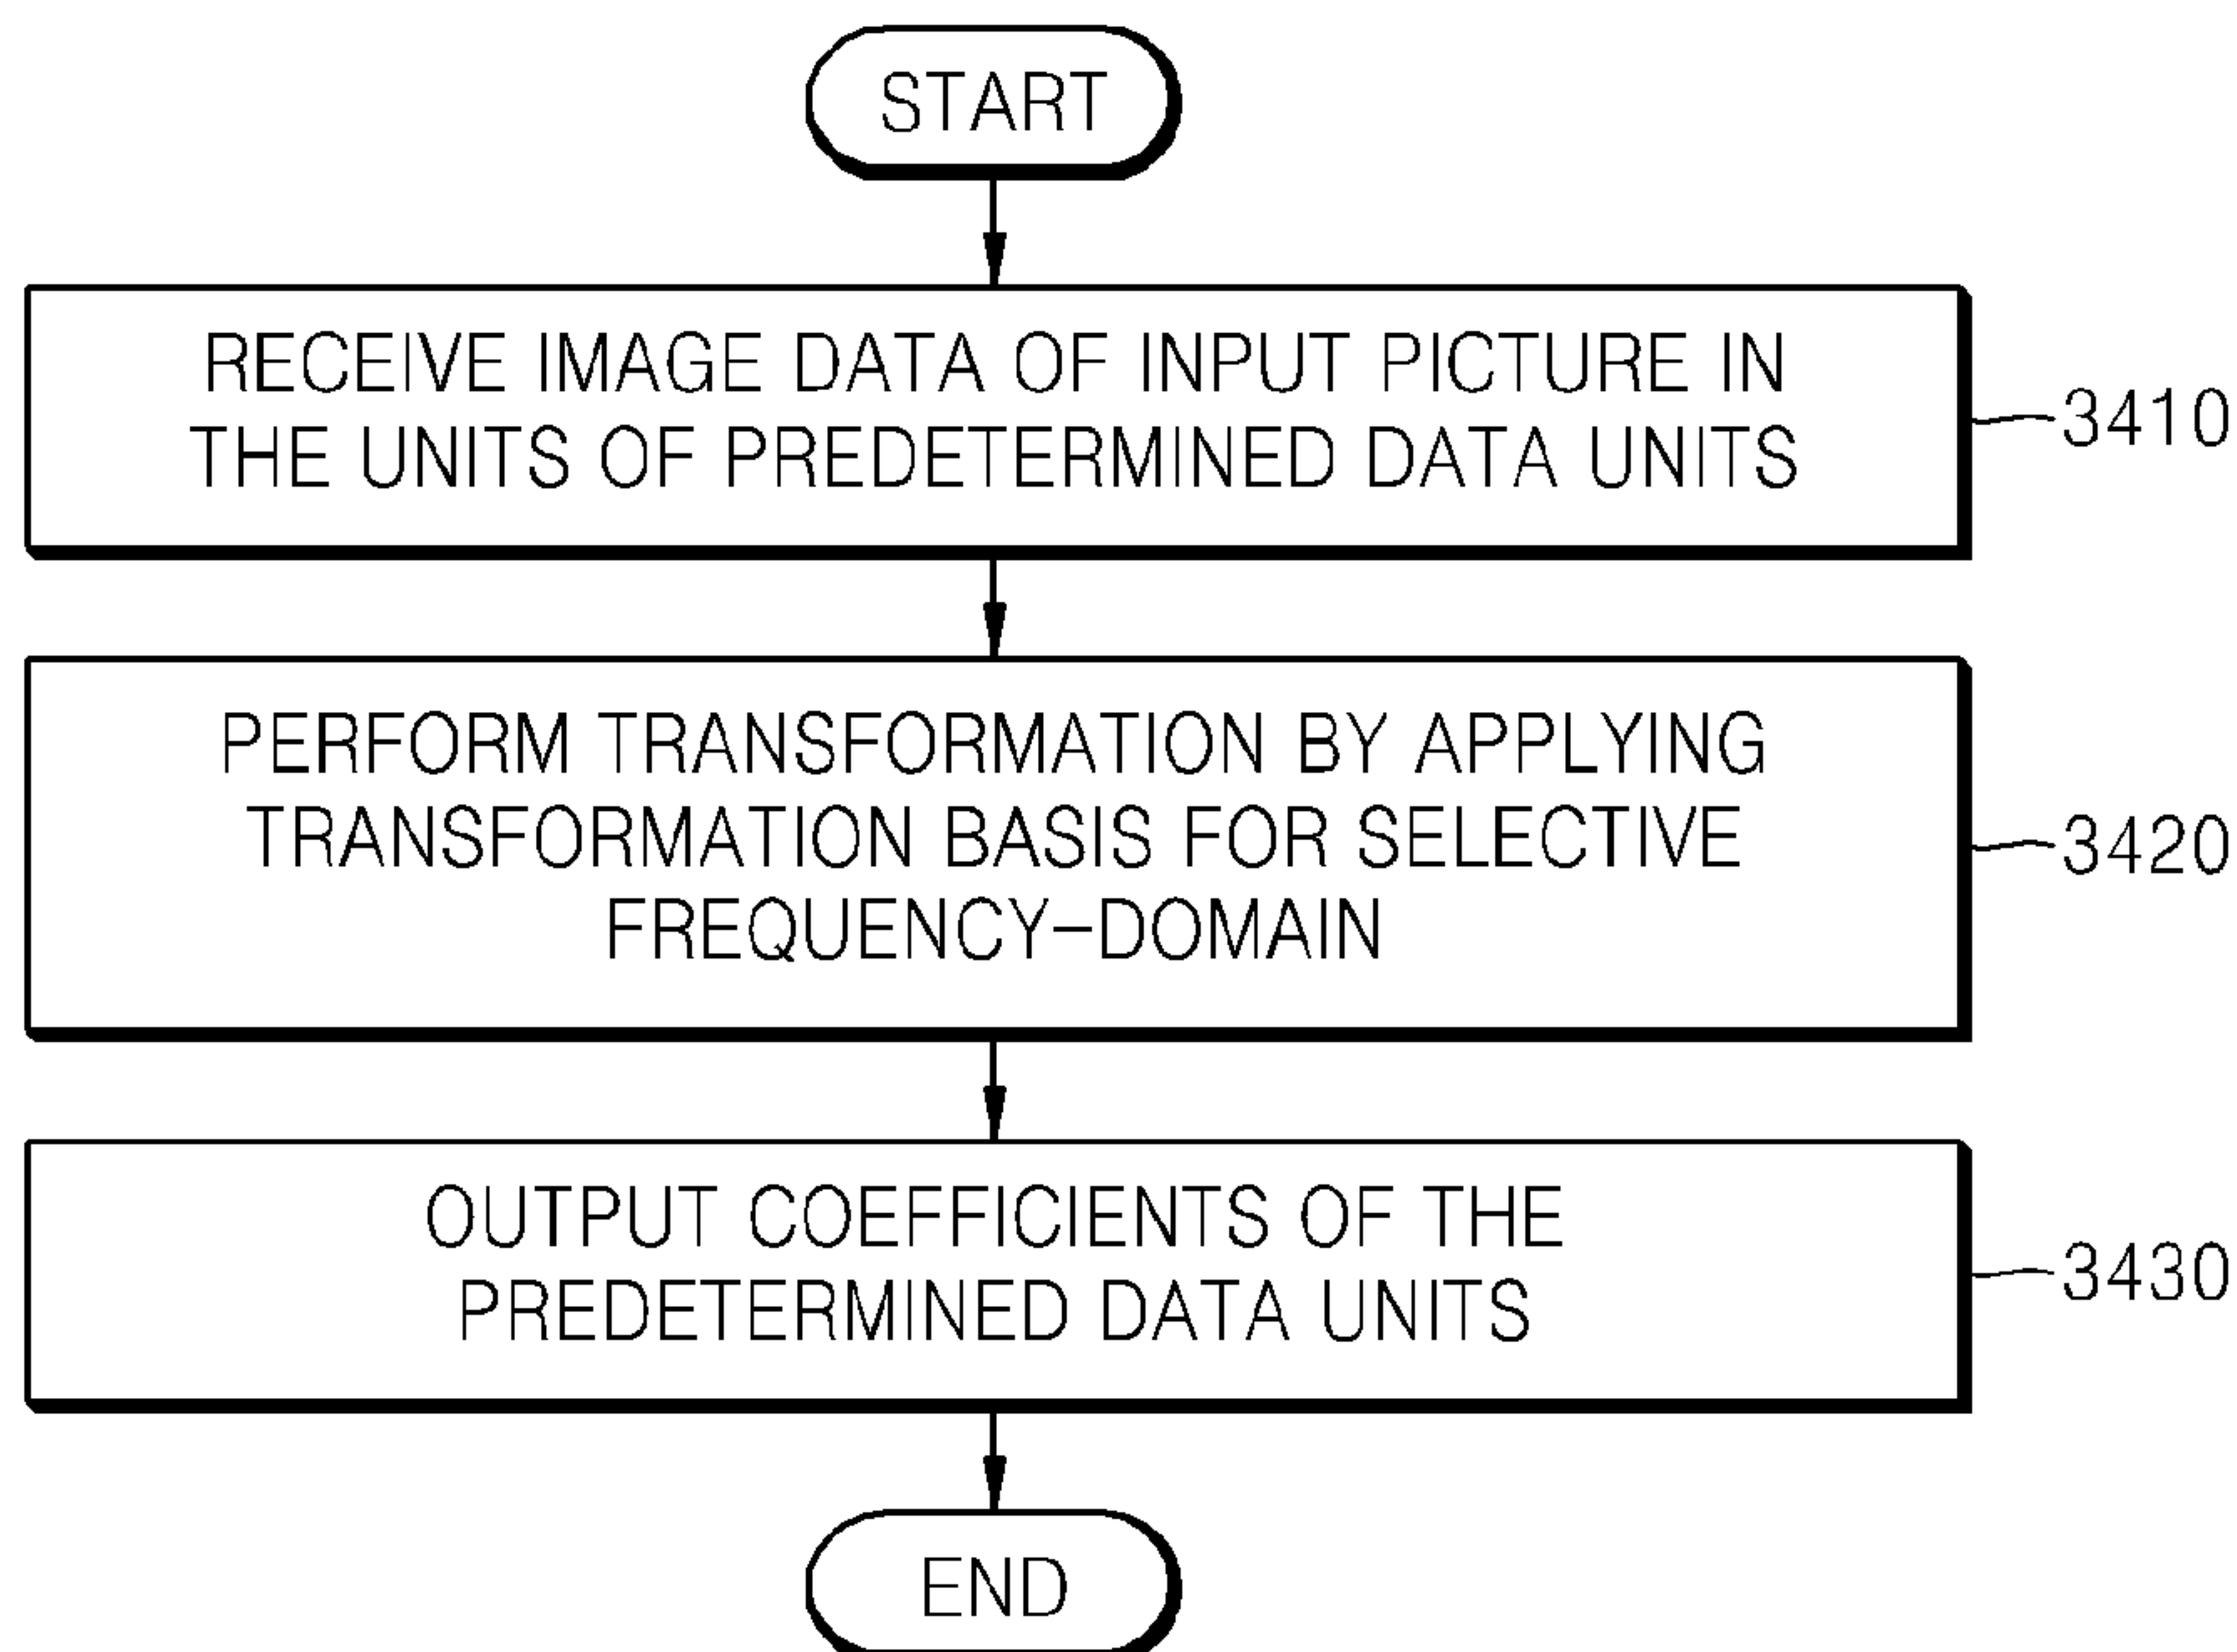 START
RECEIVE IMAGE DATA OF INPUT PICTURE IN
THE UNITS OF PREDETERMINED DATA UNITS
3410
PERFORM TRANSFORMATION BY APPLYING
TRANSFORMATION BASIS FOR SELECTIVE
FREQUENCY-DOMAIN
3420
OUTPUT COEFFICIENTS OF THE
PREDETERMINED DATA UNITS
3430
END